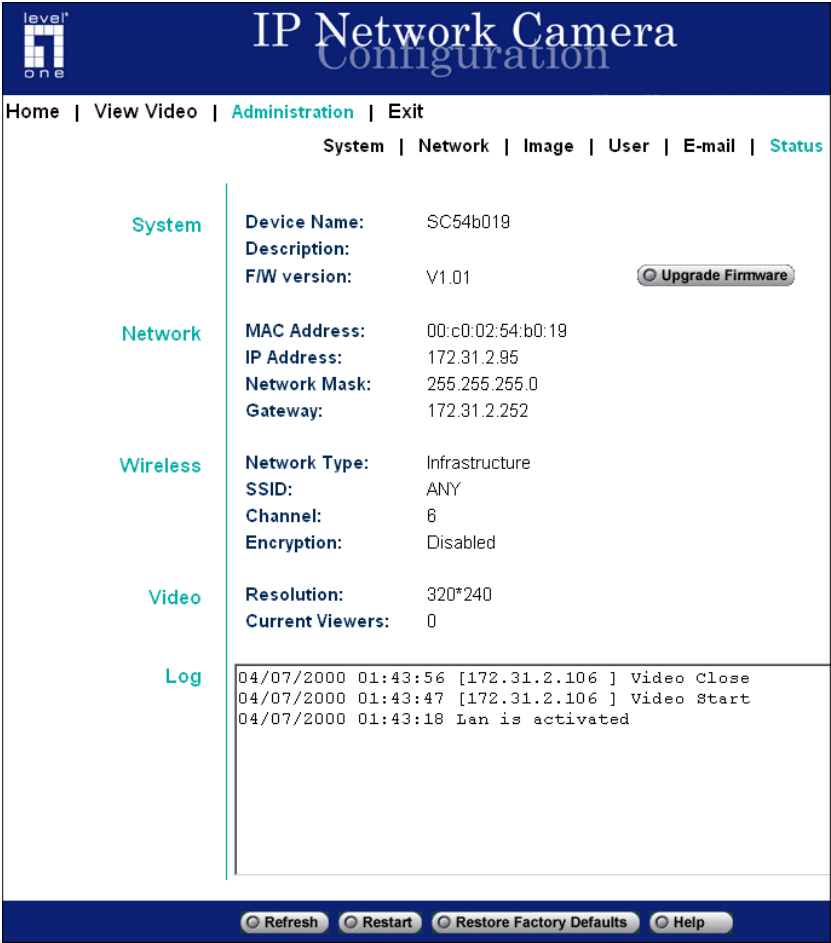 level one
IP Network Camera
Configuration
Home | View Video | Administration | Exit
System | Network | Image | User | E-mail | Status
System
Device Name: SC54b019
Description:
F/W version: V1.01 Upgrade Firmware
Network
MAC Address: 00:c0:02:54:b0:19
IP Address: 172.31.2.95
Network Mask: 255.255.255.0
Gateway: 172.31.2.252
Wireless
Network Type: Infrastructure
SSID: ANY
Channel: 6
Encryption: Disabled
Video
Resolution: 320*240
Current Viewers: 0
Log
04/07/2000 01:43:56 [172.31.2.106 ] Video Close
04/07/2000 01:43:47 [172.31.2.106 ] Video Start
04/07/2000 01:43:18 Lan is activated
Refresh Restart Restore Factory Defaults Help